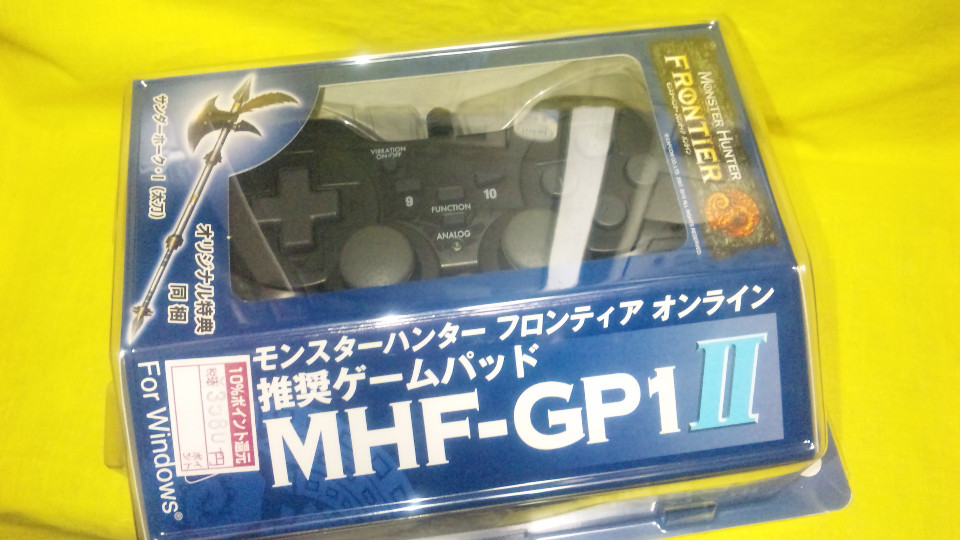 MONSTER HUNTER
FRONTIER
サンダーホーク・I (太刀)
オリジナル特典
同梱
VIBRATION
ON/OFF
9
10
FUNCTION
ANALOG
モンスターハンター フロンティア オンライン
推奨ゲームパッド
MHF-GP1 II
For Windows®
10%ポイント還元